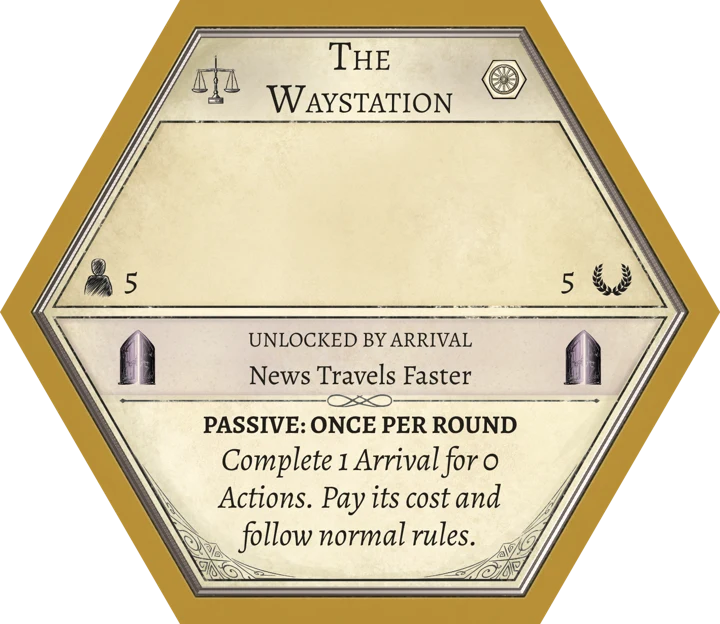 The
Waystation
5
5
UNLOCKED BY ARRIVAL
News Travels Faster
PASSIVE: ONCE PER ROUND
Complete 1 Arrival for 0
Actions. Pay its cost and
follow normal rules.